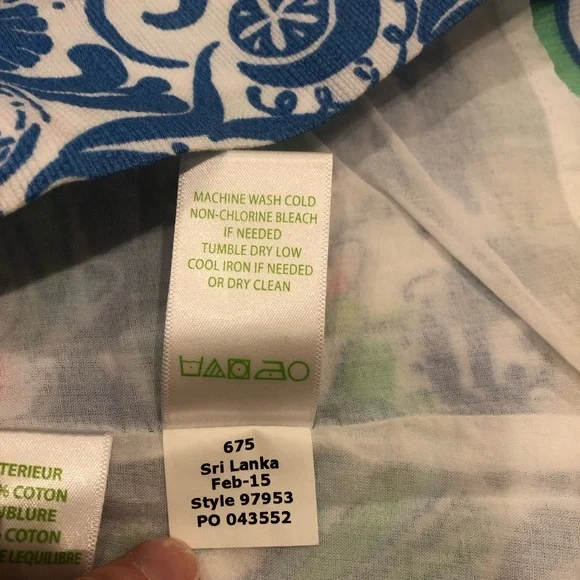 MACHINE WASH COLD
NON-CHLORINE BLEACH
IF NEEDED
TUMBLE DRY LOW
COOL IRON IF NEEDED
OR DRY CLEAN
675
Sri Lanka
Feb-15
Style 97953
PO 043552
TERIEUR
% COTON
UBLURE
% COTON
E LEQUILIBRE